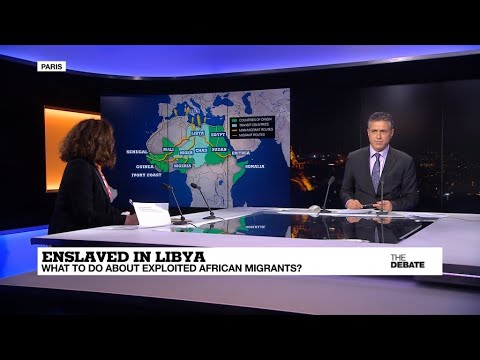 PARIS
COUNTRIES OF ORIGIN
TRANSIT COUNTRIES
MIGRANT ROUTES
LIBYA
EGYPT
SENEGAL
MALI
NIGER
CHAD
SUDAN
ERITREA
GUINEA
NIGERIA
SOMALIA
IVORY COAST
ENSLAVED IN LIBYA
WHAT TO DO ABOUT EXPLOITED AFRICAN MIGRANTS?
THE
DEBATE